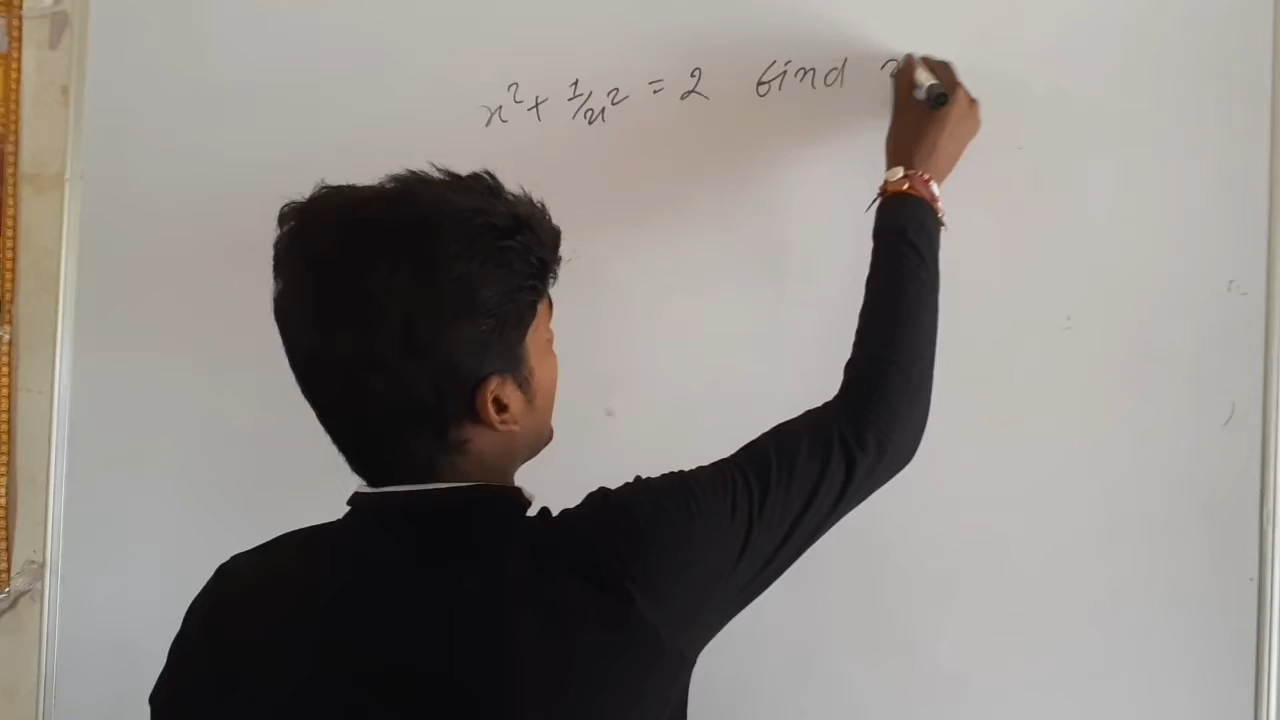 x² + 1/x² = 2 find